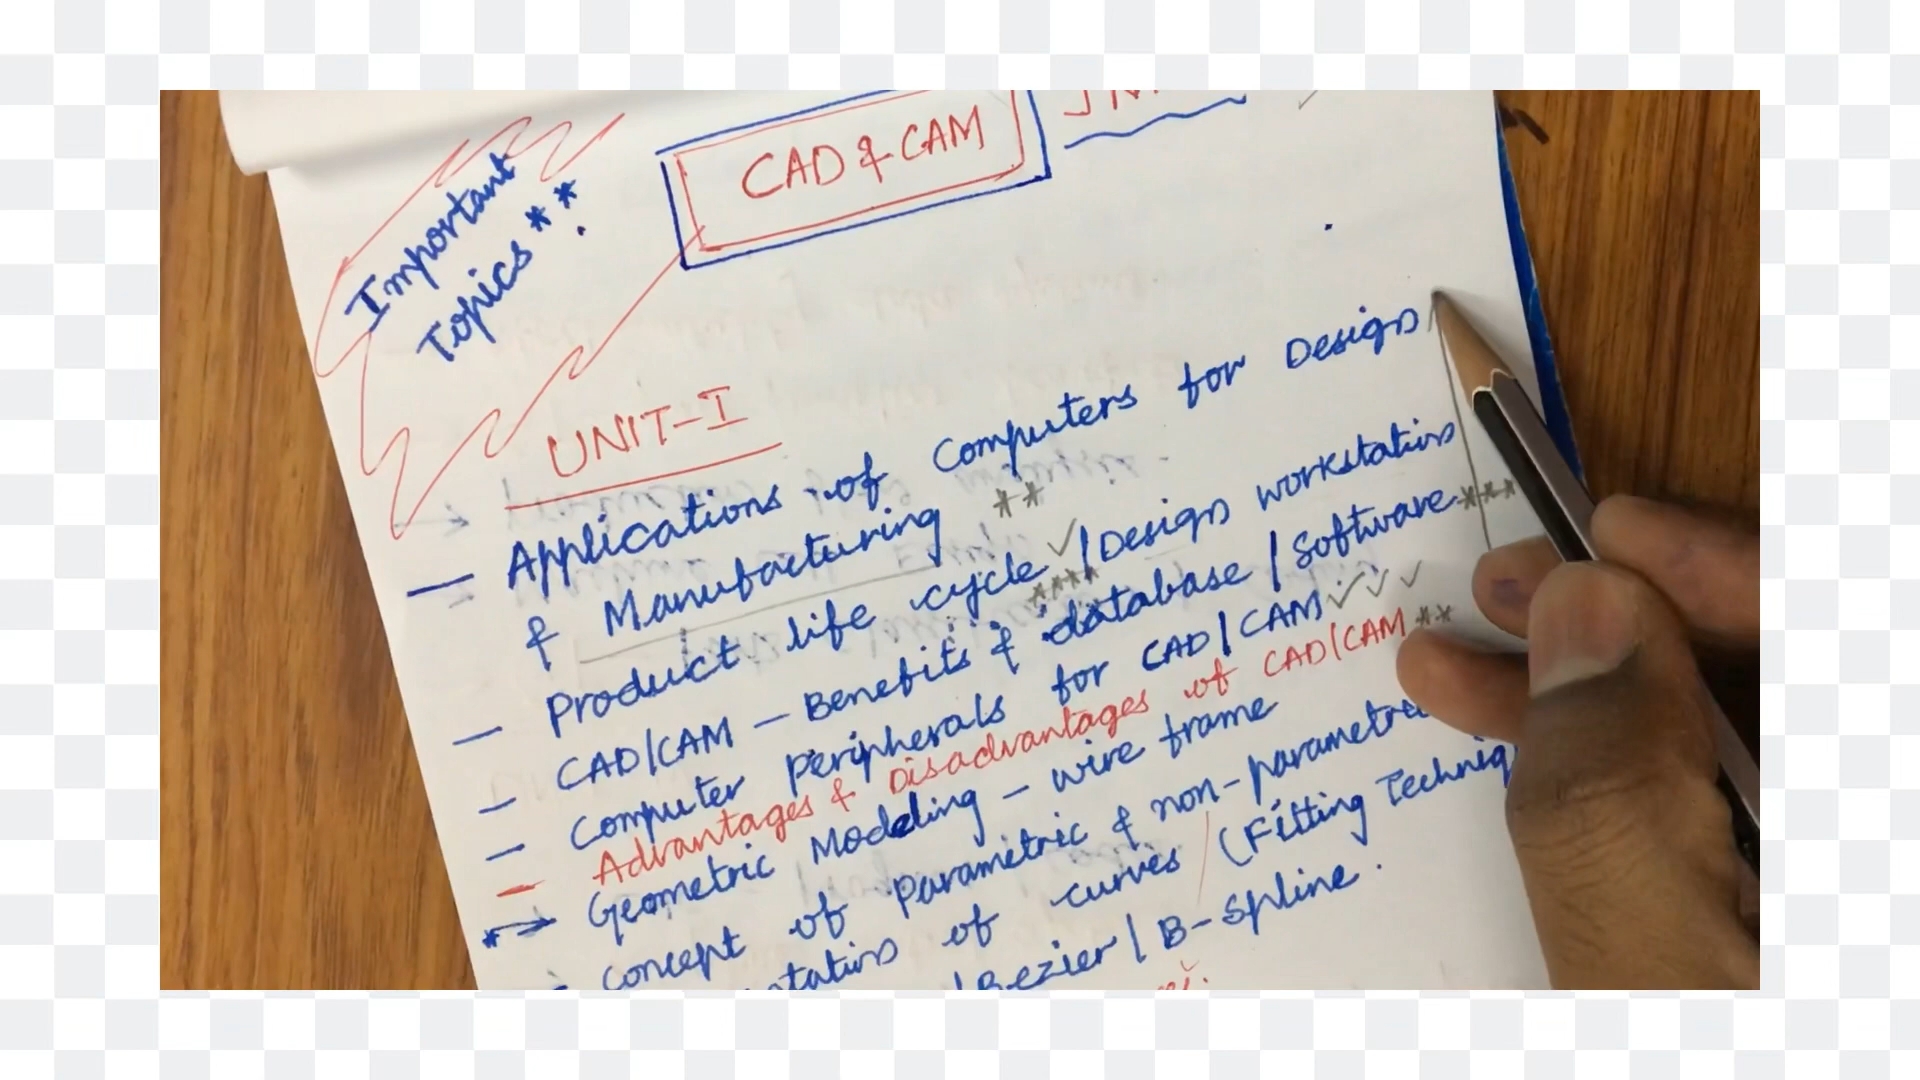 CAD & CAM
Important
Topics **
UNIT-I
— Applications of Computers for Design
& Manufacturing **
— Product life cycle ✓ / Design workstation
— CAD/CAM — Benefits & database / Software ***
— Computer Peripherals for CAD/CAM ✓✓✓
— Advantages & Disadvantages of CAD/CAM **
*→ Geometric Modeling — wire frame
concept of parametric & non-parametric
of curves (Fitting
/ Bezier / B-Spline.